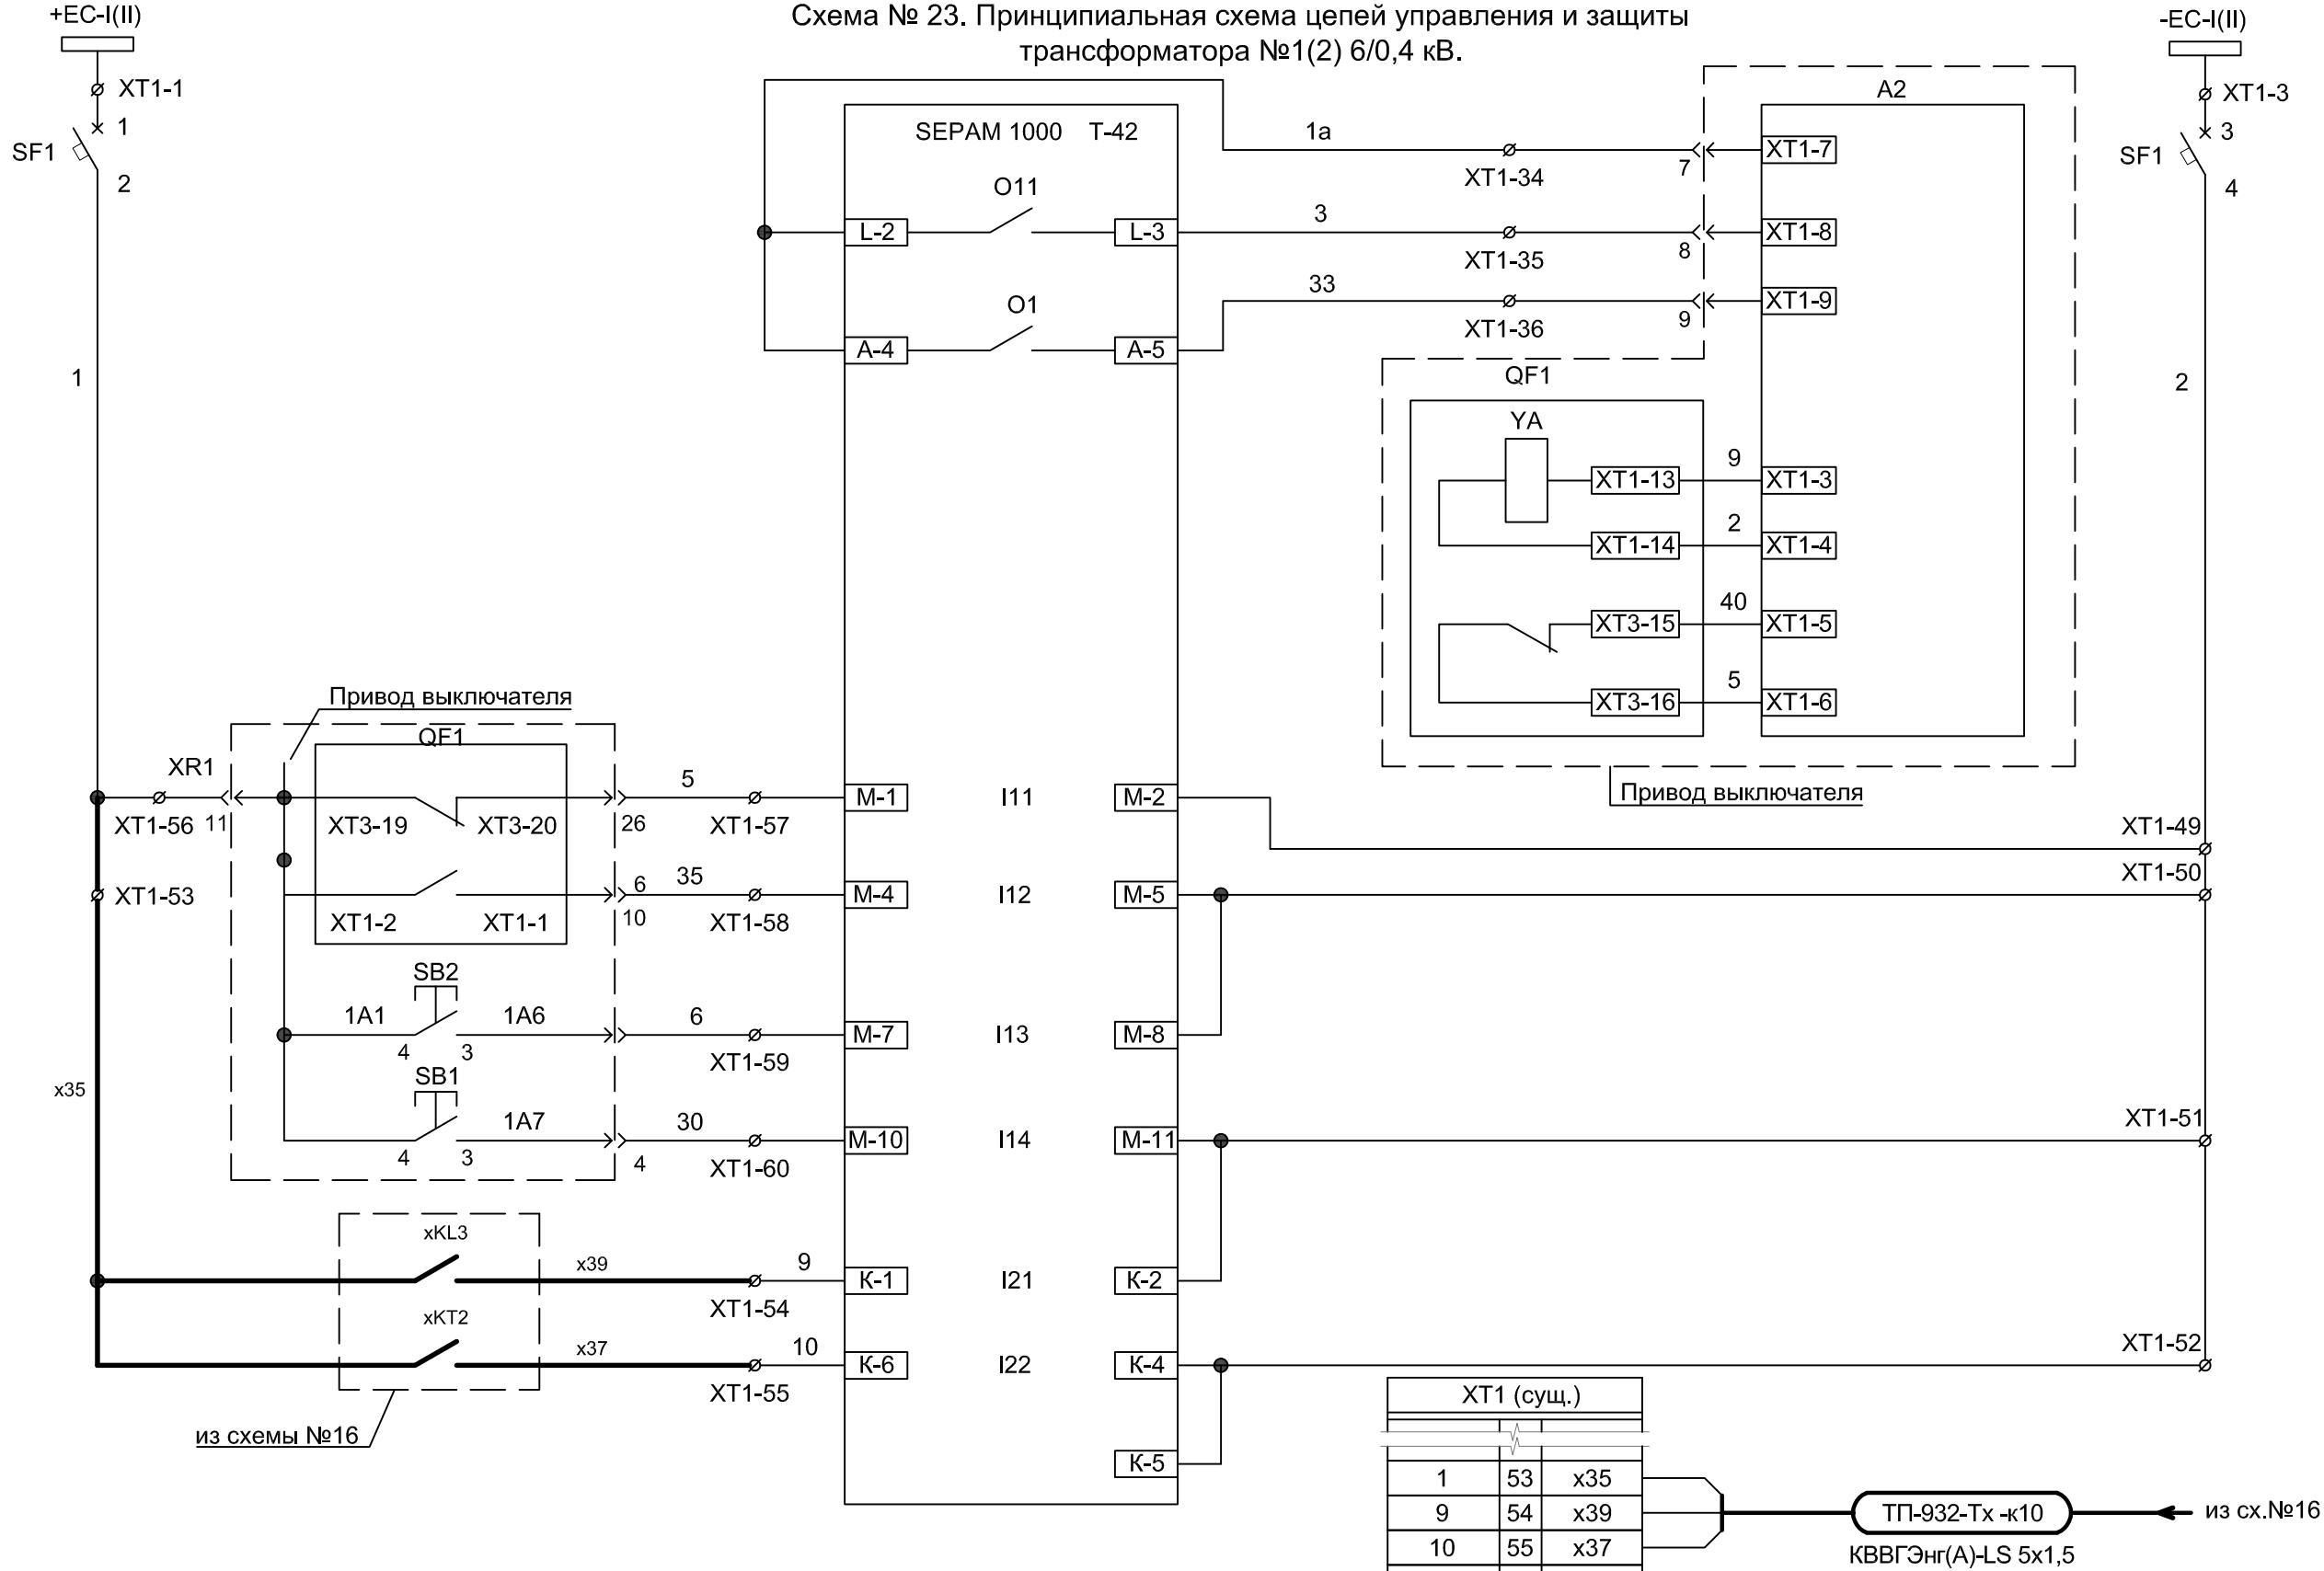 +EC-I(II)
Схема № 23. Принципиальная схема цепей управления и защиты
трансформатора №1(2) 6/0,4 кВ.
-EC-I(II)
XT1-1
1
SF1
2
XT1-3
3
SF1
4
SEPAM 1000 T-42
A2
1a
XT1-34
7
XT1-7
O11
L-2
L-3
3
XT1-35
8
XT1-8
O1
A-4
A-5
33
XT1-36
9
XT1-9
1
2
QF1
YA
XT1-13
9
XT1-3
XT1-14
2
XT1-4
XT3-15
40
XT1-5
XT3-16
5
XT1-6
Привод выключателя
Привод выключателя
QF1
XR1
XT1-56
11
XT3-19
XT3-20
26
5
XT1-57
M-1
I11
M-2
XT1-49
XT1-53
XT1-2
XT1-1
6
10
35
XT1-58
M-4
I12
M-5
XT1-50
SB2
1A1
4
3
1A6
6
XT1-59
M-7
I13
M-8
x35
SB1
4
3
1A7
4
30
XT1-60
M-10
I14
M-11
XT1-51
xKL3
x39
9
XT1-54
K-1
I21
K-2
xKT2
x37
10
XT1-55
K-6
I22
K-4
XT1-52
из схемы №16
K-5
XT1 (сущ.)
1 53 x35
9 54 x39
10 55 x37
ТП-932-Тх -к10
КВВГЭнг(А)-LS 5x1,5
из сх.№16